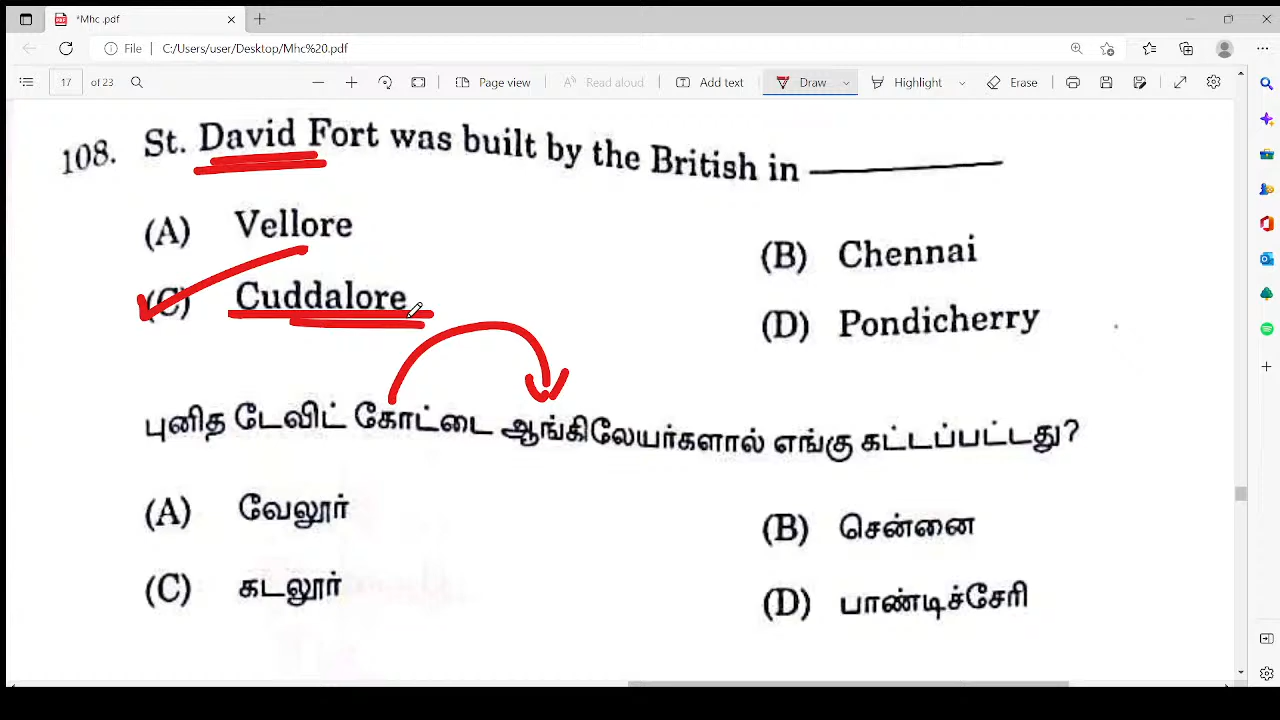 *Mhc .pdf
File C:/Users/user/Desktop/Mhc%20.pdf
17 of 23 Page view Read aloud Add text Draw Highlight Erase
108. St. David Fort was built by the British in
(A) Vellore
(B) Chennai
(C) Cuddalore
(D) Pondicherry
புனித டேவிட் கோட்டை ஆங்கிலேயர்களால் எங்கு கட்டப்பட்டது?
(A) வேலூர்
(B) சென்னை
(C) கடலூர்
(D) பாண்டிச்சேரி